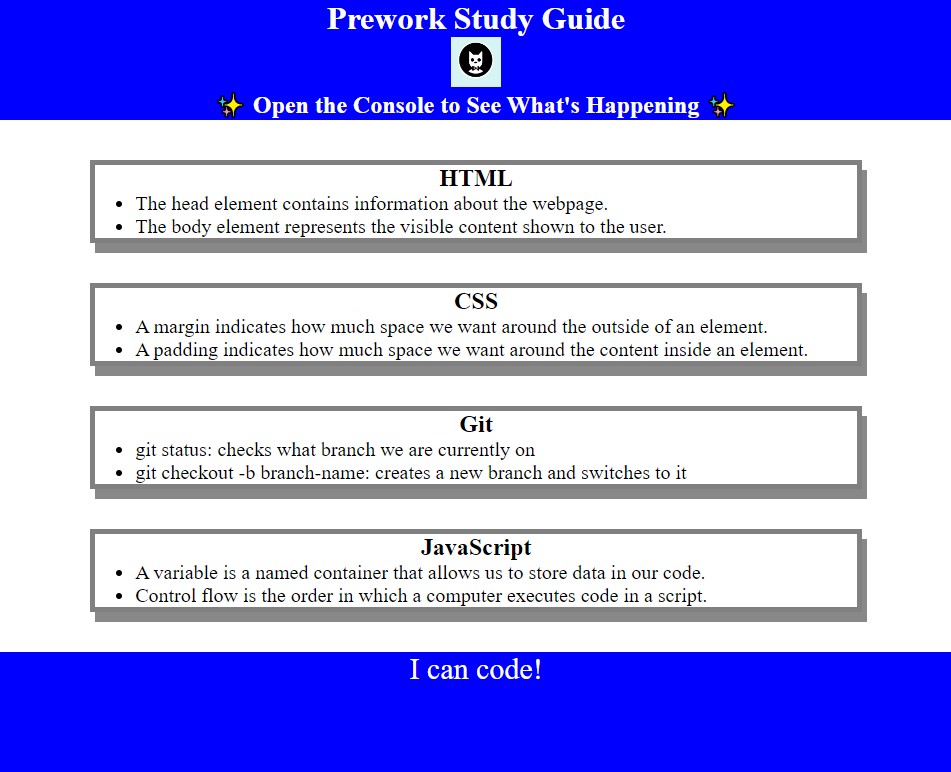 Prework Study Guide
✨ Open the Console to See What's Happening ✨
HTML
• The head element contains information about the webpage.
• The body element represents the visible content shown to the user.
CSS
• A margin indicates how much space we want around the outside of an element.
• A padding indicates how much space we want around the content inside an element.
Git
• git status: checks what branch we are currently on
• git checkout -b branch-name: creates a new branch and switches to it
JavaScript
• A variable is a named container that allows us to store data in our code.
• Control flow is the order in which a computer executes code in a script.
I can code!